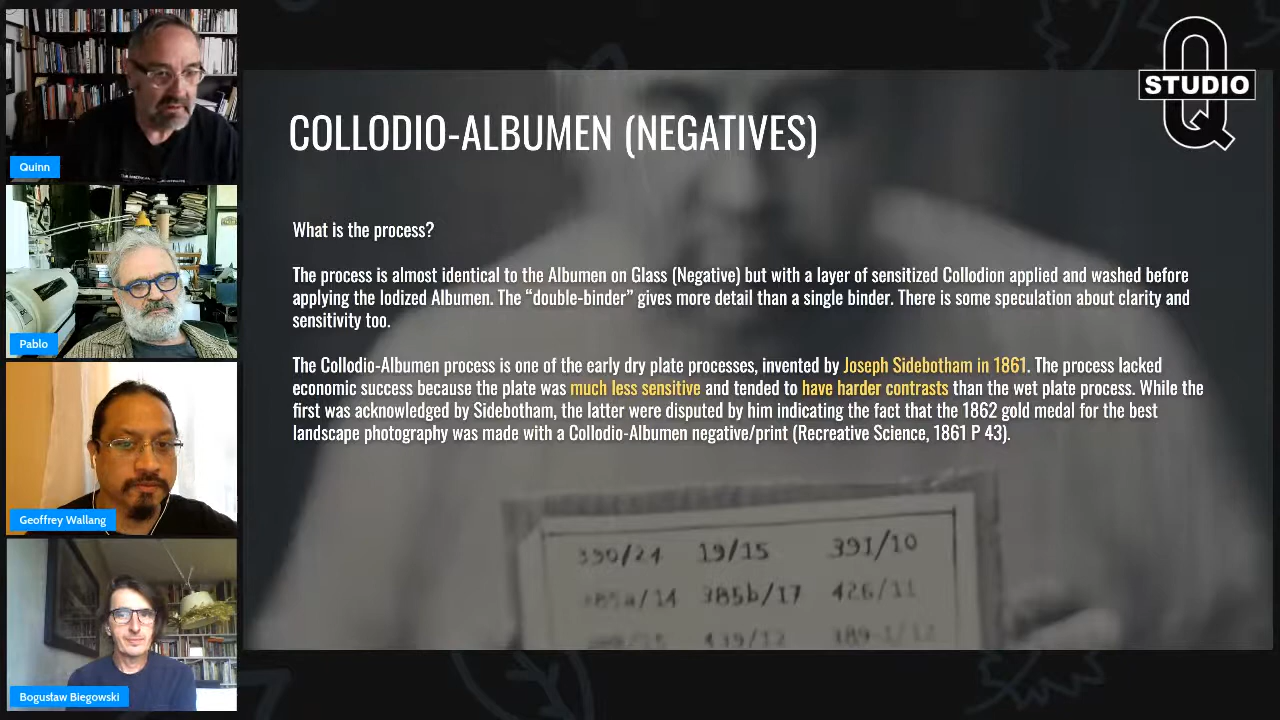 Quinn
Pablo
Geoffrey Wallang
Bogusław Biegowski
STUDIO
Q
COLLODIO-ALBUMEN (NEGATIVES)
What is the process?
The process is almost identical to the Albumen on Glass (Negative) but with a layer of sensitized Collodion applied and washed before
applying the Iodized Albumen. The “double-binder” gives more detail than a single binder. There is some speculation about clarity and
sensitivity too.
The Collodio-Albumen process is one of the early dry plate processes, invented by Joseph Sidebotham in 1861. The process lacked
economic success because the plate was much less sensitive and tended to have harder contrasts than the wet plate process. While the
first was acknowledged by Sidebotham, the latter were disputed by him indicating the fact that the 1862 gold medal for the best
landscape photography was made with a Collodio-Albumen negative/print (Recreative Science, 1861 P 43).
390/24 19/15 391/10
385a/14 385b/17 426/11
439/12